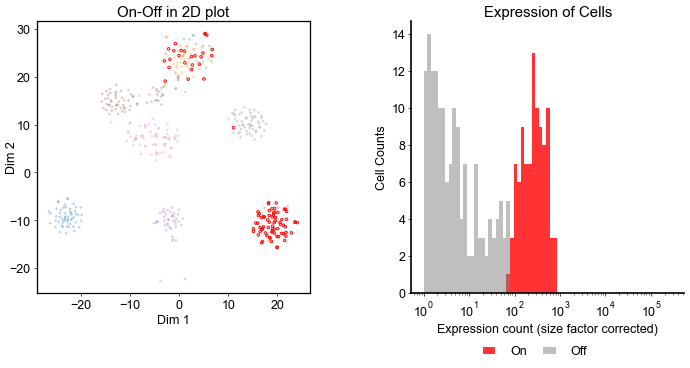 On-Off in 2D plot
30
20
10
0
−10
−20
Dim 2
−20 −10 0 10 20
Dim 1
Expression of Cells
14
12
10
8
6
4
2
0
Cell Counts
10^0 10^1 10^2 10^3 10^4 10^5
Expression count (size factor corrected)
On Off